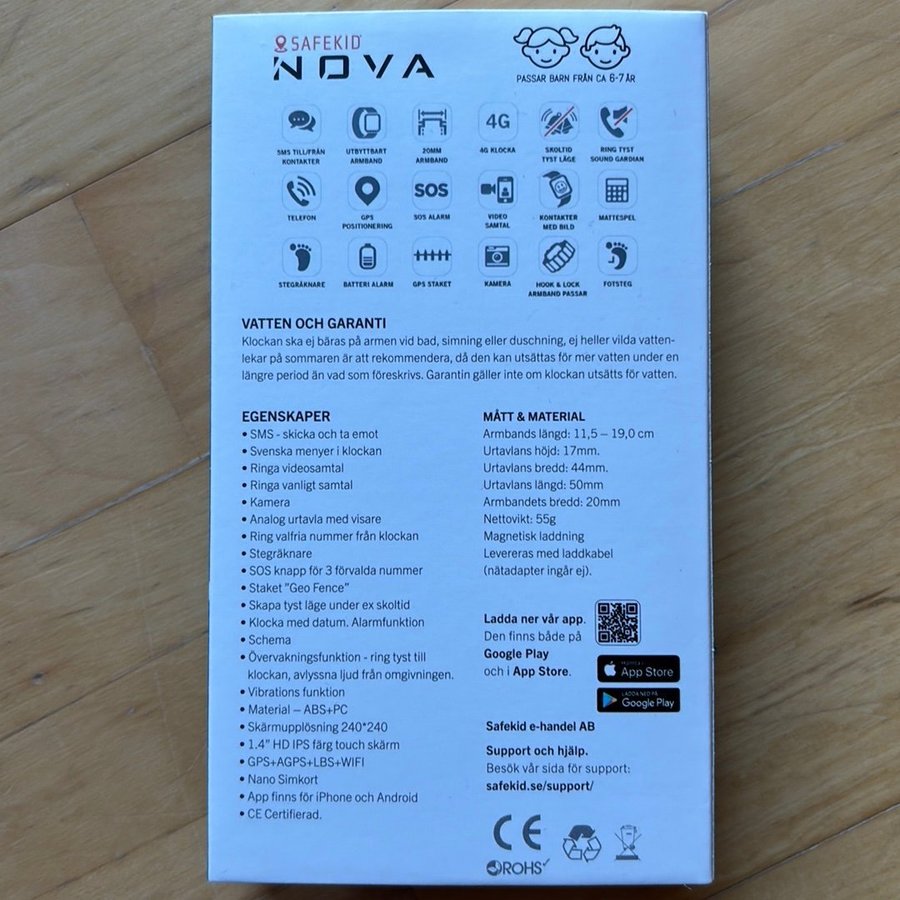 SAFEKID
NOVA
PASSAR BARN FRÅN CA 6-7 ÅR
SMS TILL/FRÅN KONTAKTER
UTBYTTBART ARMBAND
20MM ARMBAND
4G
4G KLOCKA
SKOLTID TYST LÄGE
RING TYST SOUND GARDIAN
TELEFON
GPS POSITIONERING
SOS
SOS ALARM
VIDEO SAMTAL
KONTAKTER MED BILD
MATTESPEL
STEGRÄKNARE
BATTERI ALARM
GPS STAKET
KAMERA
HOOK & LOCK ARMBAND PASSAR
FOTSTEG
VATTEN OCH GARANTI
Klockan ska ej bäras på armen vid bad, simning eller duschning, ej heller vilda vatten-
lekar på sommaren är att rekommendera, då den kan utsättas för mer vatten under en
längre period än vad som föreskrivs. Garantin gäller inte om klockan utsätts för vatten.
EGENSKAPER
• SMS - skicka och ta emot
• Svenska menyer i klockan
• Ringa videosamtal
• Ringa vanligt samtal
• Kamera
• Analog urtavla med visare
• Ring valfria nummer från klockan
• Stegräknare
• SOS knapp för 3 förvalda nummer
• Staket ”Geo Fence”
• Skapa tyst läge under ex skoltid
• Klocka med datum. Alarmfunktion
• Schema
• Övervakningsfunktion - ring tyst till
klockan, avlyssna ljud från omgivningen.
• Vibrations funktion
• Material – ABS+PC
• Skärmupplösning 240*240
• 1.4” HD IPS färg touch skärm
• GPS+AGPS+LBS+WIFI
• Nano Simkort
• App finns för iPhone och Android
• CE Certifierad.
MÅTT & MATERIAL
Armbands längd: 11,5 – 19,0 cm
Urtavlans höjd: 17mm.
Urtavlans bredd: 44mm.
Urtavlans längd: 50mm
Armbandets bredd: 20mm
Nettovikt: 55g
Magnetisk laddning
Levereras med laddkabel
(nätadapter ingår ej).
Ladda ner vår app.
Den finns både på
Google Play
och i App Store.
App Store
LADDA NED PÅ
Google Play
Safekid e-handel AB
Support och hjälp.
Besök vår sida för support:
safekid.se/support/
CE
ROHS